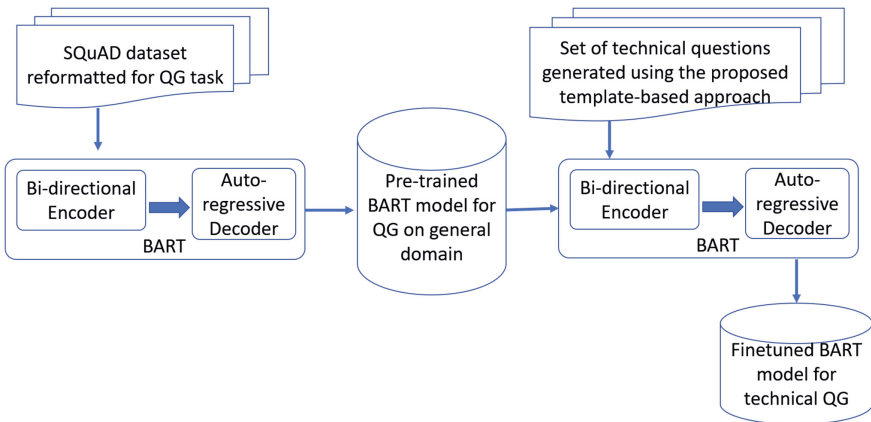 SQuAD dataset
reformatted for QG task
Bi-directional
Encoder
Auto-
regressive
Decoder
BART
Pre-trained
BART model for
QG on general
domain
Set of technical questions
generated using the proposed
template-based approach
Bi-directional
Encoder
Auto-
regressive
Decoder
BART
Finetuned BART
model for
technical QG